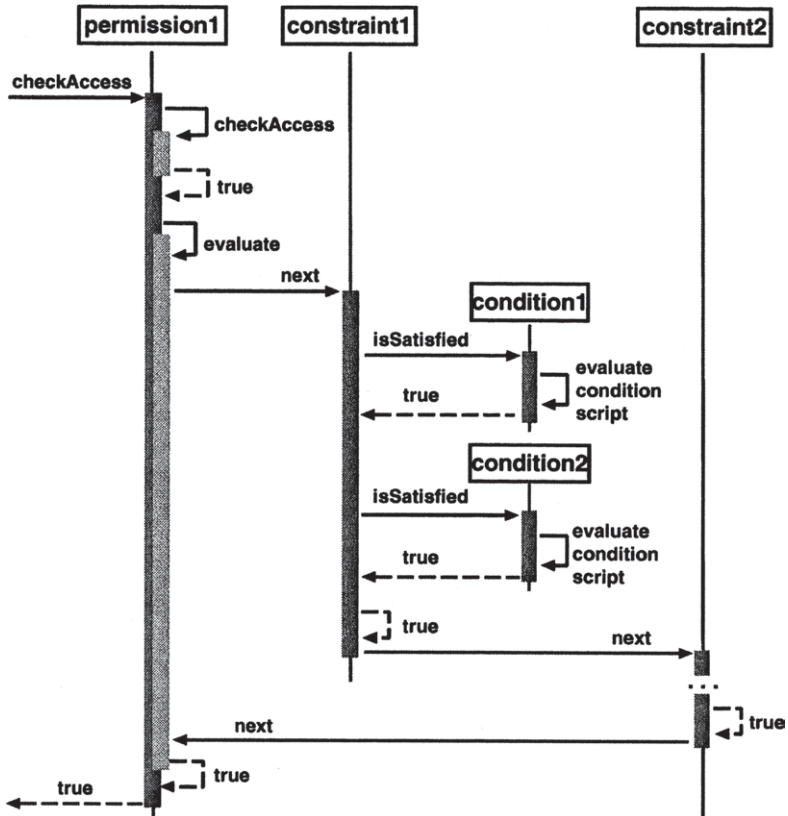 permission1
constraint1
constraint2
checkAccess
checkAccess
true
evaluate
next
condition1
isSatisfied
evaluate
condition
script
true
condition2
isSatisfied
evaluate
condition
script
true
true
next
...
true
next
true
true